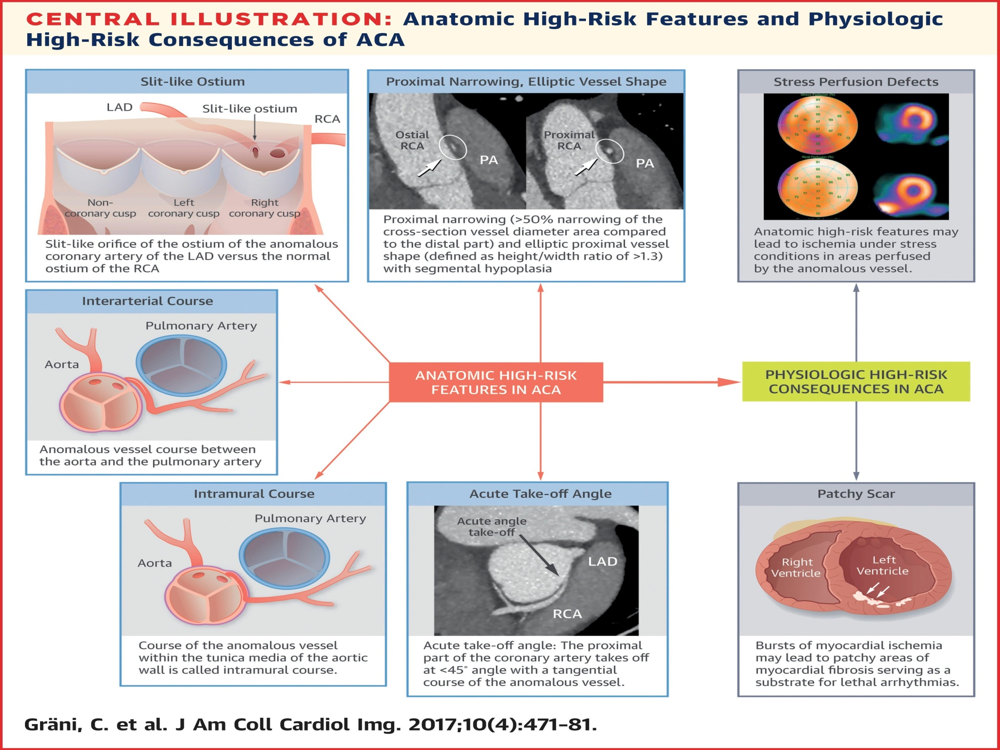 CENTRAL ILLUSTRATION: Anatomic High-Risk Features and Physiologic
High-Risk Consequences of ACA
Slit-like Ostium
LAD
Slit-like ostium
RCA
Non-
coronary cusp
Left
coronary cusp
Right
coronary cusp
Slit-like orifice of the ostium of the anomalous
coronary artery of the LAD versus the normal
ostium of the RCA
Proximal Narrowing, Elliptic Vessel Shape
Ostial
RCA
PA
Proximal
RCA
PA
Proximal narrowing (>50% narrowing of the
cross-section vessel diameter area compared
to the distal part) and elliptic proximal vessel
shape (defined as height/width ratio of >1.3)
with segmental hypoplasia
Stress Perfusion Defects
Stress Perfusion (%)
Rest Perfusion (%)
Anatomic high-risk features may
lead to ischemia under stress
conditions in areas perfused
by the anomalous vessel.
Interarterial Course
Pulmonary Artery
Aorta
Anomalous vessel course between
the aorta and the pulmonary artery
ANATOMIC HIGH-RISK
FEATURES IN ACA
PHYSIOLOGIC HIGH-RISK
CONSEQUENCES IN ACA
Intramural Course
Pulmonary Artery
Aorta
Course of the anomalous vessel
within the tunica media of the aortic
wall is called intramural course.
Acute Take-off Angle
Acute angle
take-off
LAD
RCA
Acute take-off angle: The proximal
part of the coronary artery takes off
at <45° angle with a tangential
course of the anomalous vessel.
Patchy Scar
Right
Ventricle
Left
Ventricle
Bursts of myocardial ischemia
may lead to patchy areas of
myocardial fibrosis serving as a
substrate for lethal arrhythmias.
Gräni, C. et al. J Am Coll Cardiol Img. 2017;10(4):471–81.